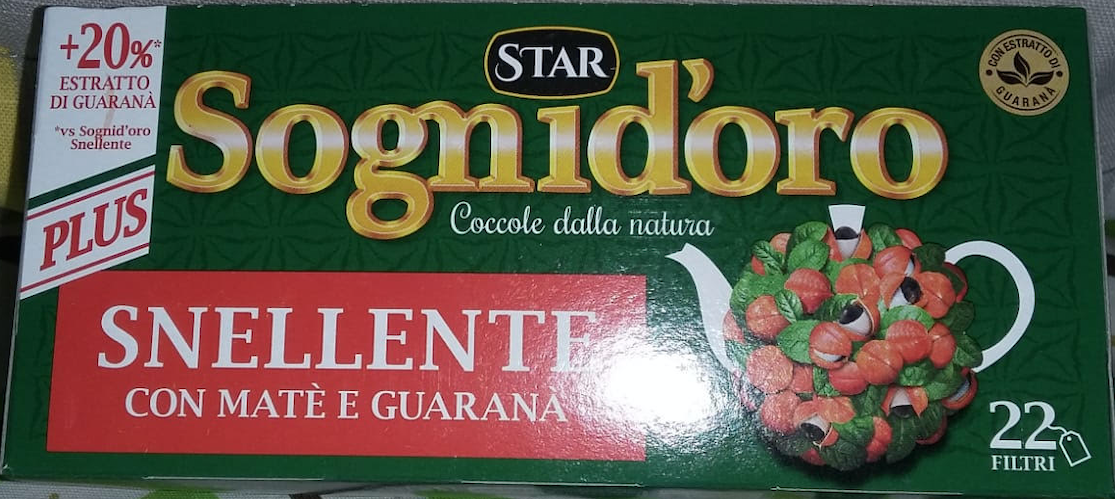 +20%*
ESTRATTO
DI GUARANÀ
*vs Sognid'oro
Snellente
PLUS
STAR
Sognid'oro
Coccole dalla natura
CON ESTRATTO DI
GUARANÀ
SNELLENTE
CON MATÈ E GUARANÀ
22
FILTRI